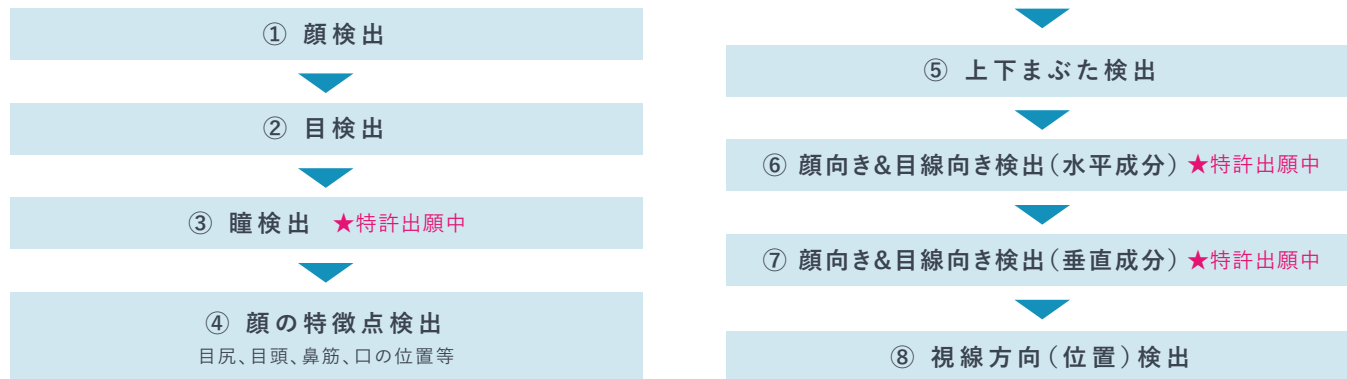 ① 顔検出
② 目検出
③ 瞳検出 ★特許出願中
④ 顔の特徴点検出
目尻、目頭、鼻筋、口の位置等
⑤ 上下まぶた検出
⑥ 顔向き&目線向き検出(水平成分) ★特許出願中
⑦ 顔向き&目線向き検出(垂直成分) ★特許出願中
⑧ 視線方向(位置)検出